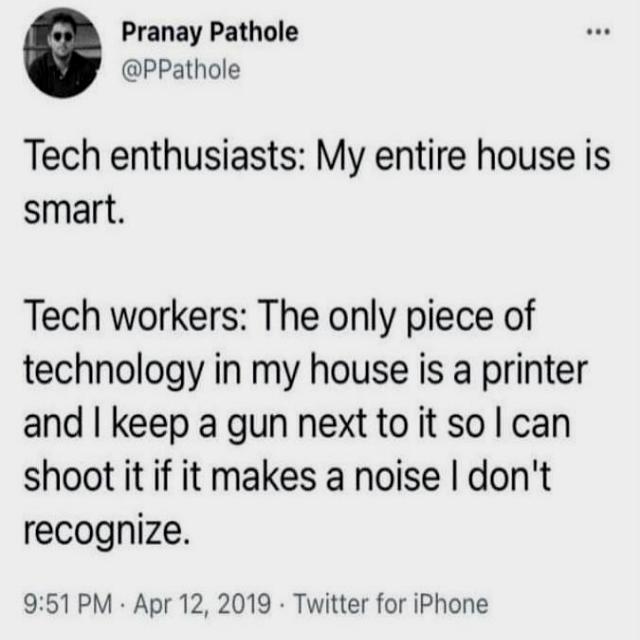 Pranay Pathole
@PPathole
Tech enthusiasts: My entire house is
smart.
Tech workers: The only piece of
technology in my house is a printer
and I keep a gun next to it so I can
shoot it if it makes a noise I don't
recognize.
9:51 PM · Apr 12, 2019 · Twitter for iPhone